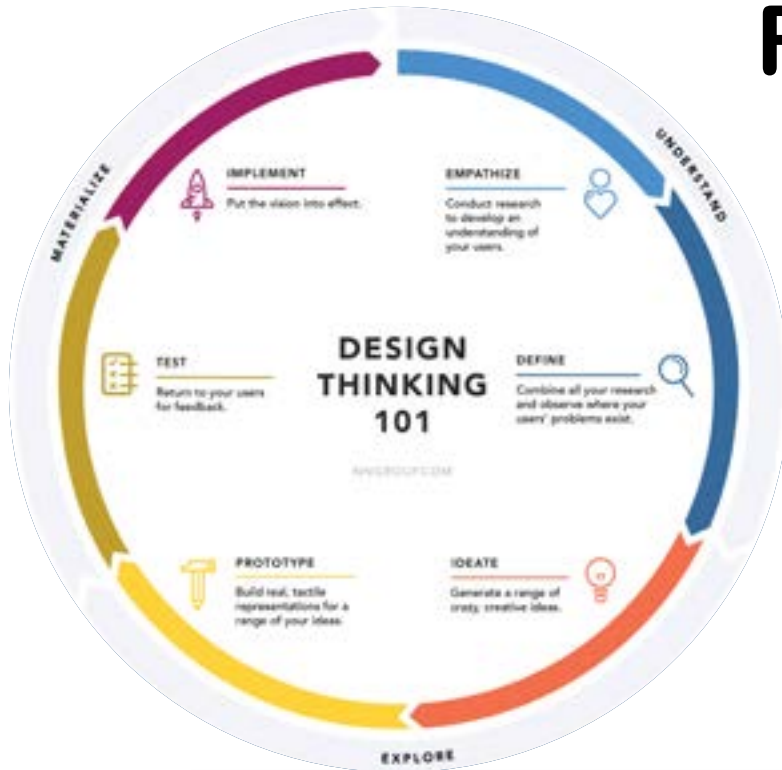 UNDERSTAND
EMPATHIZE
Conduct research
to develop an
understanding of
your users.
DEFINE
Combine all your research
and observe where your
users' problems exist.
IDEATE
Generate a range of
crazy, creative ideas.
EXPLORE
PROTOTYPE
Build real, tactile
representations for a
range of your ideas.
TEST
Return to your users
for feedback.
MATERIALIZE
IMPLEMENT
Put the vision into effect.
DESIGN
THINKING
101
NNGROUP.COM